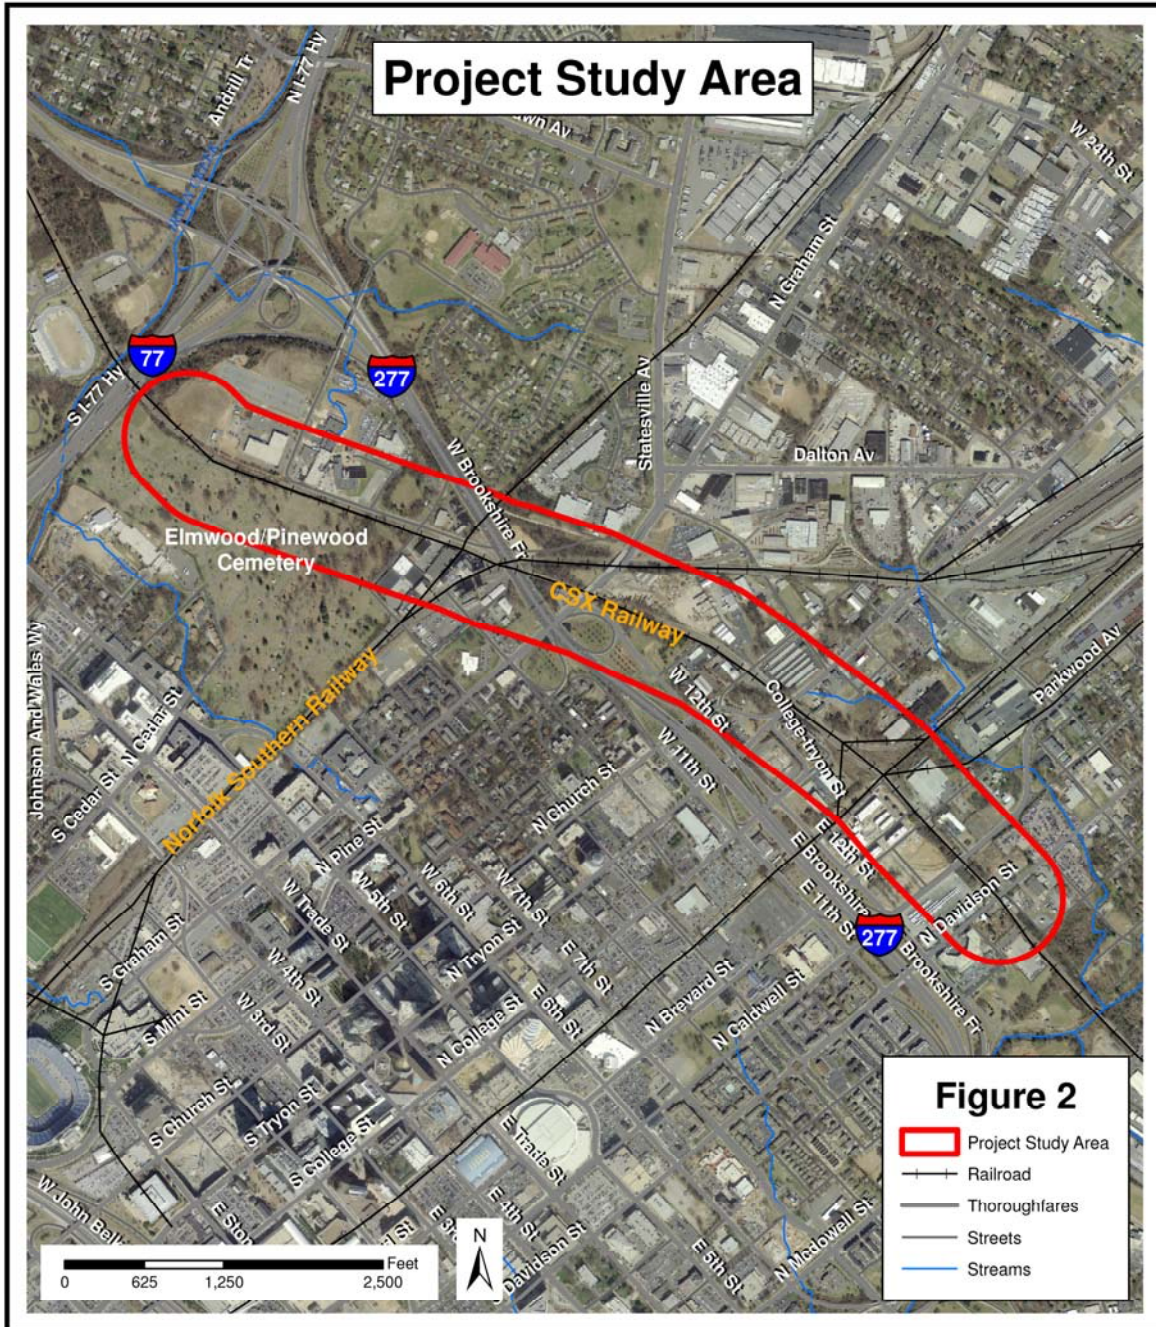 Project Study Area
Andrill Tr
N I-77 Hy
W 24th St
N Graham St
77
277
S I-77 Hy
Statesville Av
W Brookshire Fr
Dalton Av
Elmwood/Pinewood
Cemetery
CSX Railway
Johnson And Wales Wy
N Cedar St
S Cedar St
Norfolk Southern Railway
W 12th St
W 11th St
College-tryon St
Parkwood Av
N Church St
N Pine St
W 5th St
W 6th St
W 7th St
W Trade St
E 12th St
E Brookshire
E 11th St
277
N Davidson St
Brookshire Fr
S Graham St
W 4th St
N Tryon St
E 7th St
S Mint St
W 3rd St
N College St
E 6th St
N Brevard St
N Caldwell St
S Church St
S Tryon St
S College St
E Trade St
E 4th St
E 5th St
N Mcdowell St
S Davidson St
Figure 2
Project Study Area
Railroad
Thoroughfares
Streets
Streams
N
Feet
0 625 1,250 2,500